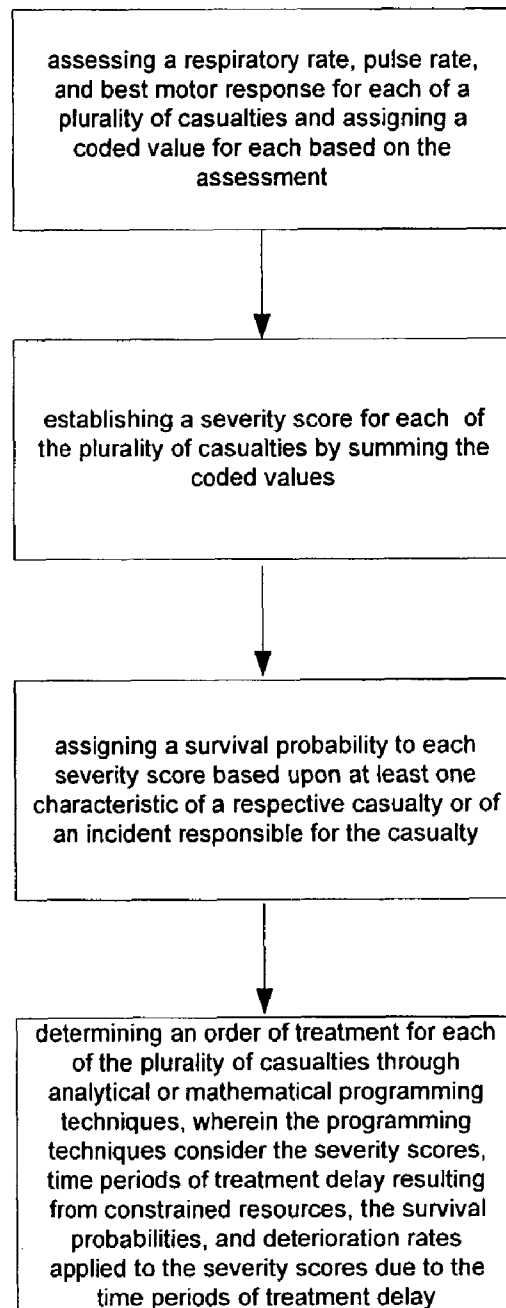 assessing a respiratory rate, pulse rate,
and best motor response for each of a
plurality of casualties and assigning a
coded value for each based on the
assessment
establishing a severity score for each of
the plurality of casualties by summing the
coded values
assigning a survival probability to each
severity score based upon at least one
characteristic of a respective casualty or of
an incident responsible for the casualty
determining an order of treatment for each
of the plurality of casualties through
analytical or mathematical programming
techniques, wherein the programming
techniques consider the severity scores,
time periods of treatment delay resulting
from constrained resources, the survival
probabilities, and deterioration rates
applied to the severity scores due to the
time periods of treatment delay